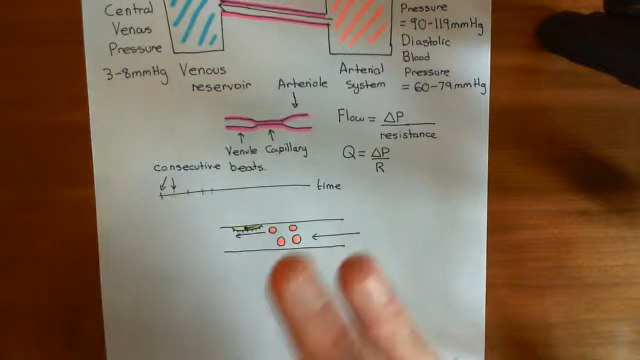 Central
Venous
Pressure
3-8mmHg
Venous
reservoir
Arteriole
Arterial
System
Pressure
= 90-119mmHg
Diastolic
Blood
Pressure
= 60-79mmHg
Venule
Capillary
Flow = ΔP
resistance
Q = ΔP
R
consecutive beats.
time